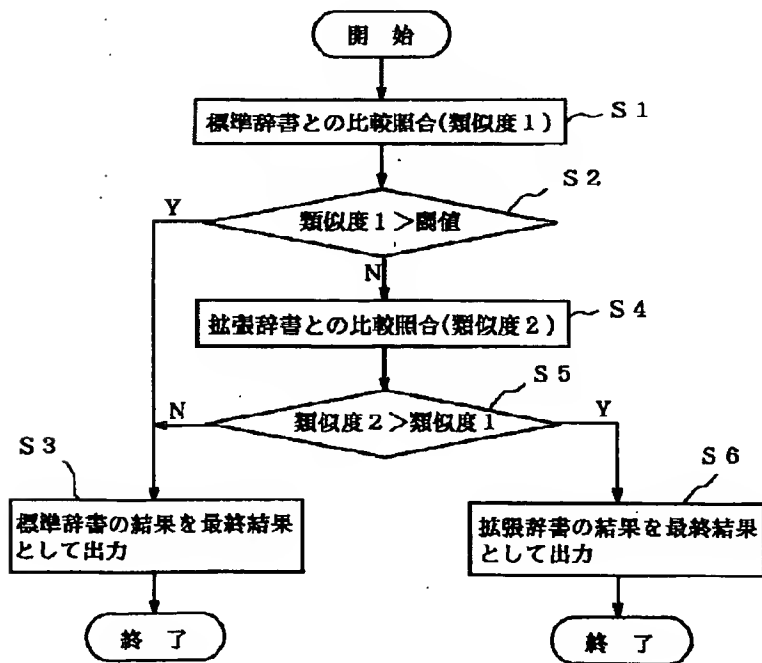 開 始
標準辞書との比較照合(類似度1)
S1
S2
類似度1>閾値
Y
N
拡張辞書との比較照合(類似度2)
S4
S5
類似度2>類似度1
N
Y
S3
標準辞書の結果を最終結果
として出力
S6
拡張辞書の結果を最終結果
として出力
終 了
終 了